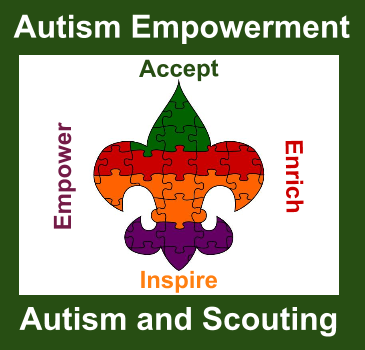 Autism Empowerment
Accept
Empower
Enrich
Inspire
Autism and Scouting